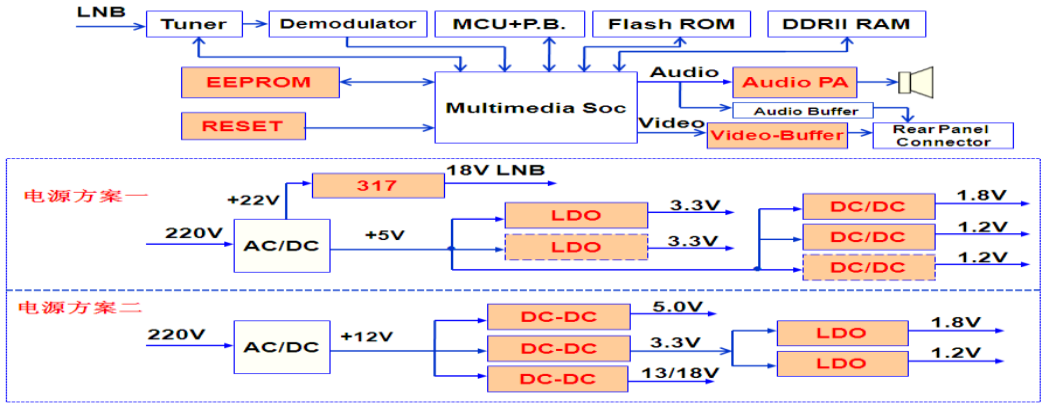 LNB
Tuner
Demodulator
MCU+P.B.
Flash ROM
DDRII RAM
EEPROM
Multimedia Soc
Audio
Audio PA
RESET
Audio Buffer
Video
Video-Buffer
Rear Panel
Connector
电源方案一
+22V
317
18V LNB
220V
AC/DC
+5V
LDO
3.3V
LDO
3.3V
DC/DC
1.8V
DC/DC
1.2V
DC/DC
1.2V
电源方案二
220V
AC/DC
+12V
DC-DC
5.0V
DC-DC
3.3V
DC-DC
13/18V
LDO
1.8V
LDO
1.2V